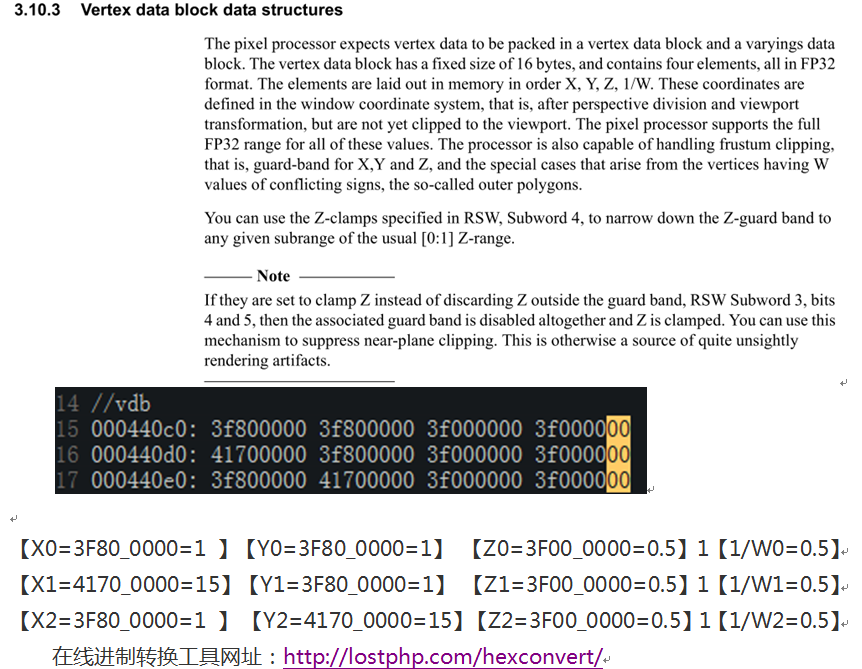 3.10.3 Vertex data block data structures
The pixel processor expects vertex data to be packed in a vertex data block and a varyings data
block. The vertex data block has a fixed size of 16 bytes, and contains four elements, all in FP32
format. The elements are laid out in memory in order X, Y, Z, 1/W. These coordinates are
defined in the window coordinate system, that is, after perspective division and viewport
transformation, but are not yet clipped to the viewport. The pixel processor supports the full
FP32 range for all of these values. The processor is also capable of handling frustum clipping,
that is, guard-band for X,Y and Z, and the special cases that arise from the vertices having W
values of conflicting signs, the so-called outer polygons.
You can use the Z-clamps specified in RSW, Subword 4, to narrow down the Z-guard band to
any given subrange of the usual [0:1] Z-range.
Note
If they are set to clamp Z instead of discarding Z outside the guard band, RSW Subword 3, bits
4 and 5, then the associated guard band is disabled altogether and Z is clamped. You can use this
mechanism to suppress near-plane clipping. This is otherwise a source of quite unsightly
rendering artifacts.
14 //vdb
15 000440c0: 3f800000 3f800000 3f000000 3f000000
16 000440d0: 41700000 3f800000 3f000000 3f000000
17 000440e0: 3f800000 41700000 3f000000 3f000000
【X0=3F80_0000=1 】【Y0=3F80_0000=1】 【Z0=3F00_0000=0.5】1【1/W0=0.5】
【X1=4170_0000=15】【Y1=3F80_0000=1】 【Z1=3F00_0000=0.5】1【1/W1=0.5】
【X2=3F80_0000=1 】【Y2=4170_0000=15】【Z2=3F00_0000=0.5】1【1/W2=0.5】
在线进制转换工具网址：http://lostphp.com/hexconvert/